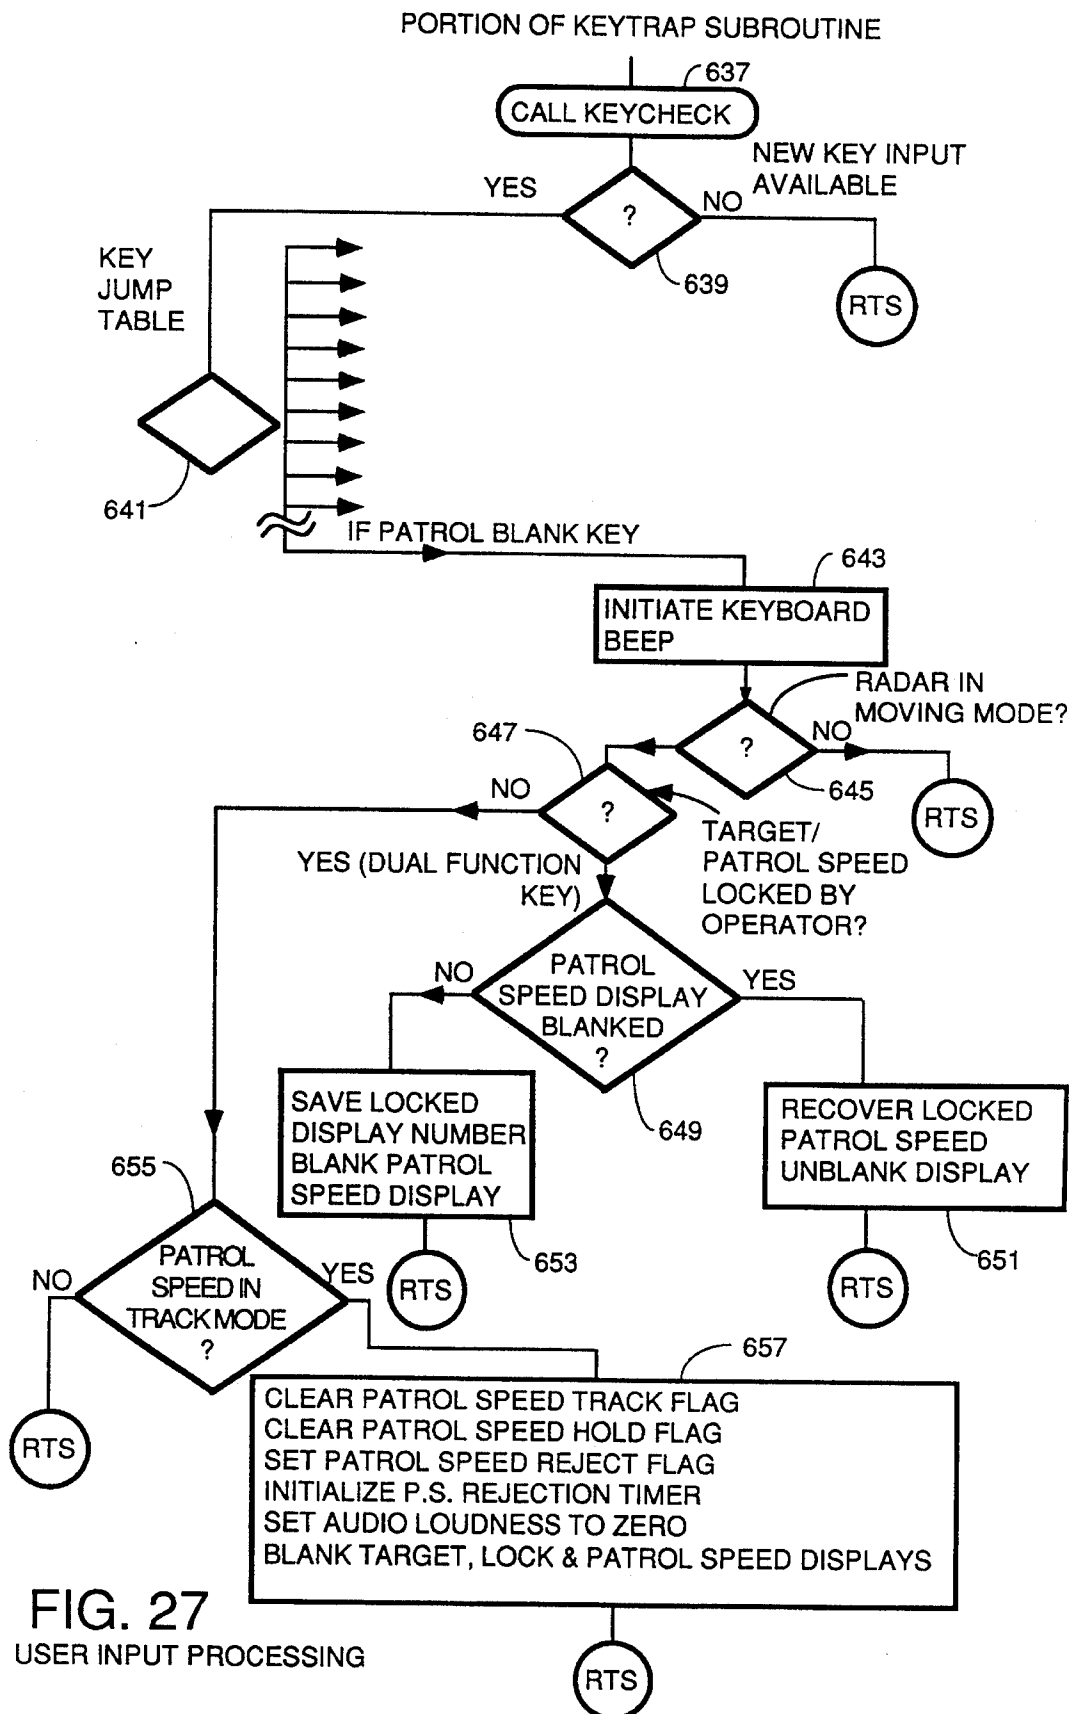 PORTION OF KEYTRAP SUBROUTINE
637
CALL KEYCHECK
NEW KEY INPUT
AVAILABLE
YES
NO
?
639
RTS
KEY
JUMP
TABLE
641
IF PATROL BLANK KEY
643
INITIATE KEYBOARD
BEEP
RADAR IN
MOVING MODE?
647
?
NO
645
RTS
NO
?
TARGET/
PATROL SPEED
LOCKED BY
OPERATOR?
YES (DUAL FUNCTION
KEY)
NO
PATROL
SPEED DISPLAY
BLANKED
?
YES
649
SAVE LOCKED
DISPLAY NUMBER
BLANK PATROL
SPEED DISPLAY
653
RTS
RECOVER LOCKED
PATROL SPEED
UNBLANK DISPLAY
651
RTS
655
PATROL
SPEED IN
TRACK MODE
?
NO
YES
RTS
657
CLEAR PATROL SPEED TRACK FLAG
CLEAR PATROL SPEED HOLD FLAG
SET PATROL SPEED REJECT FLAG
INITIALIZE P.S. REJECTION TIMER
SET AUDIO LOUDNESS TO ZERO
BLANK TARGET, LOCK & PATROL SPEED DISPLAYS
RTS
FIG. 27
USER INPUT PROCESSING